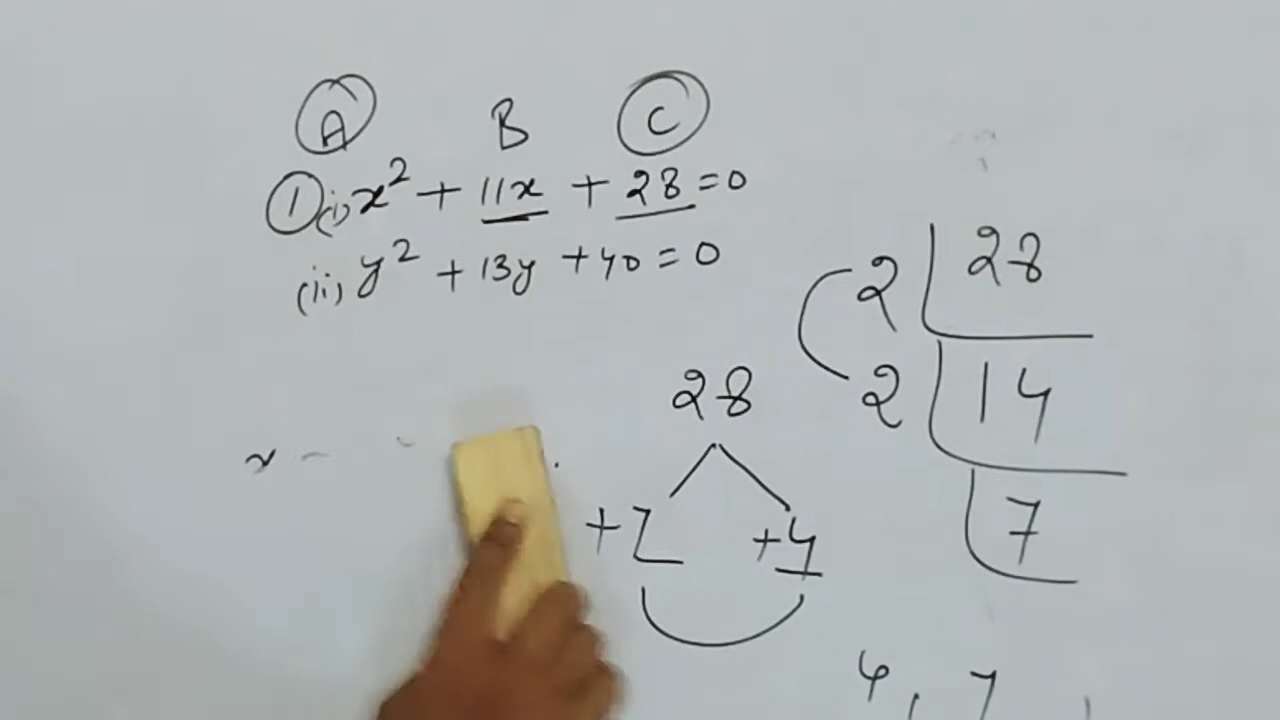 A B C
① (i) x² + 11x + 28 = 0
(ii) y² + 13y + 40 = 0
2 | 28
2 | 14
7
28
+7 +4
x -
4, 7